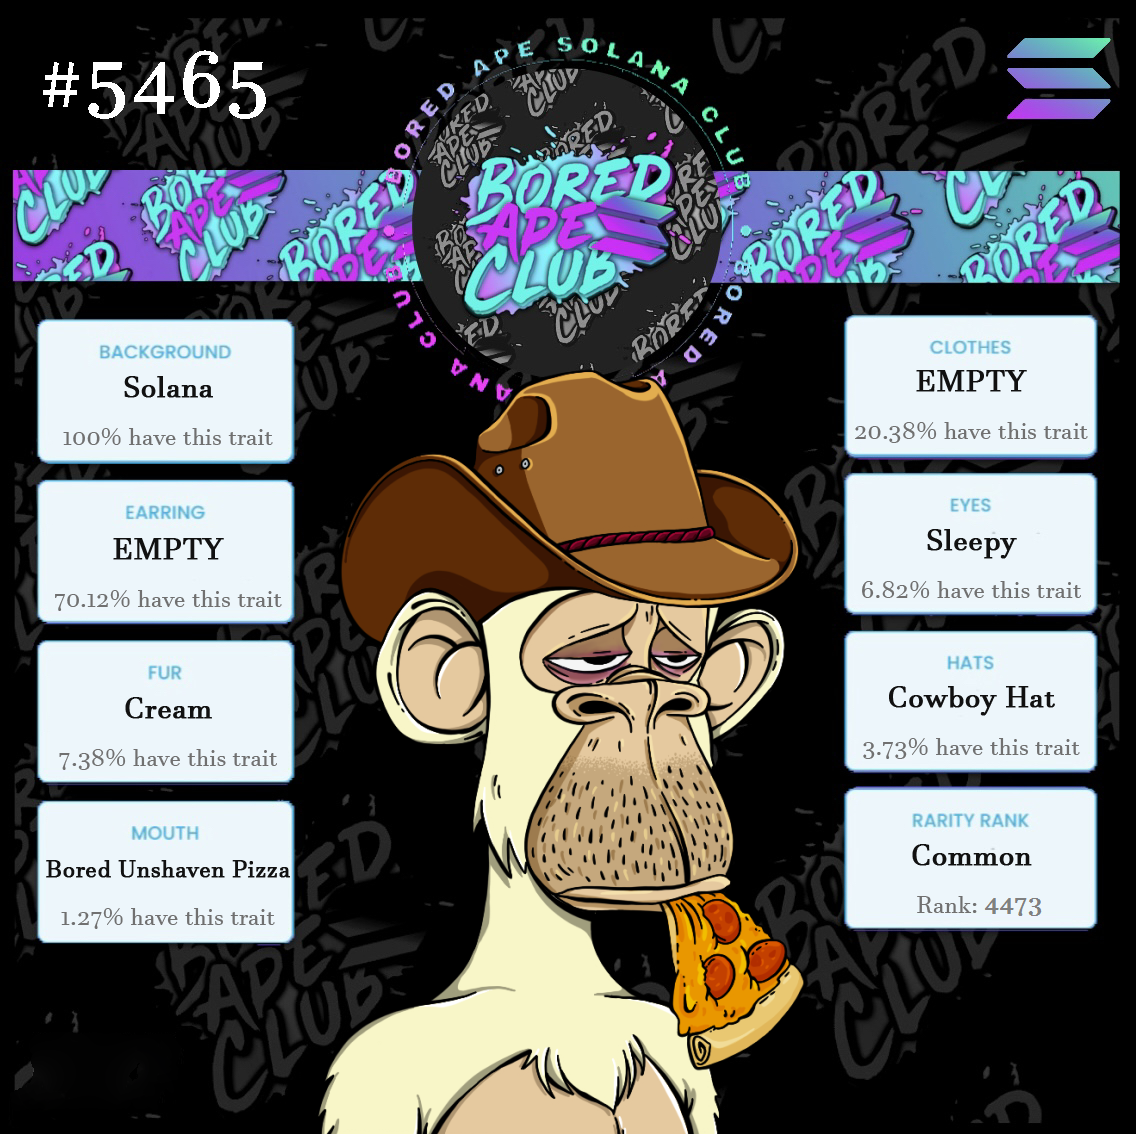 #5465
BORED APE SOLANA CLUB
BORED
APE
CLUB
BACKGROUND
Solana
100% have this trait
EARRING
EMPTY
70.12% have this trait
FUR
Cream
7.38% have this trait
MOUTH
Bored Unshaven Pizza
1.27% have this trait
CLOTHES
EMPTY
20.38% have this trait
EYES
Sleepy
6.82% have this trait
HATS
Cowboy Hat
3.73% have this trait
RARITY RANK
Common
Rank: 4473